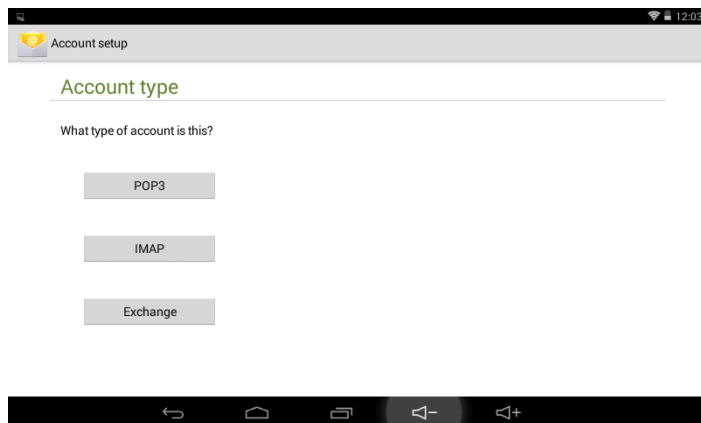 12:03
Account setup
Account type
What type of account is this?
POP3
IMAP
Exchange